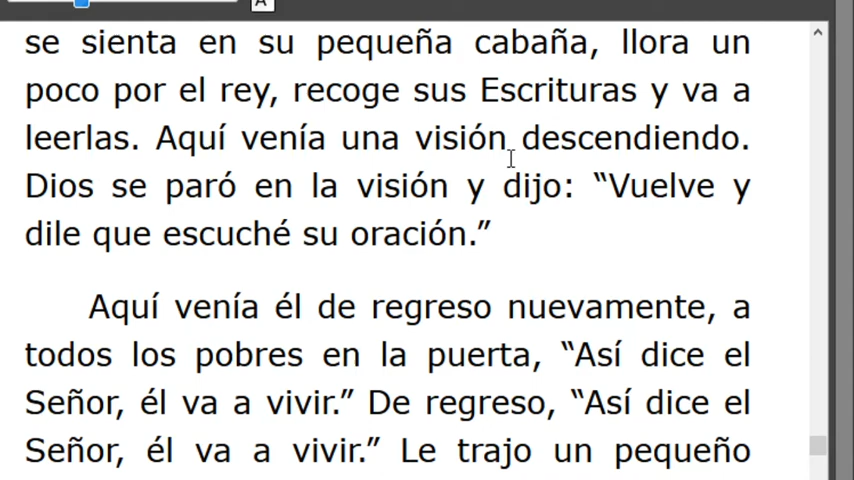 A
se sienta en su pequeña cabaña, llora un
poco por el rey, recoge sus Escrituras y va a
leerlas. Aquí venía una visión descendiendo.
Dios se paró en la visión y dijo: “Vuelve y
dile que escuché su oración.”
Aquí venía él de regreso nuevamente, a
todos los pobres en la puerta, “Así dice el
Señor, él va a vivir.” De regreso, “Así dice el
Señor, él va a vivir.” Le trajo un pequeño